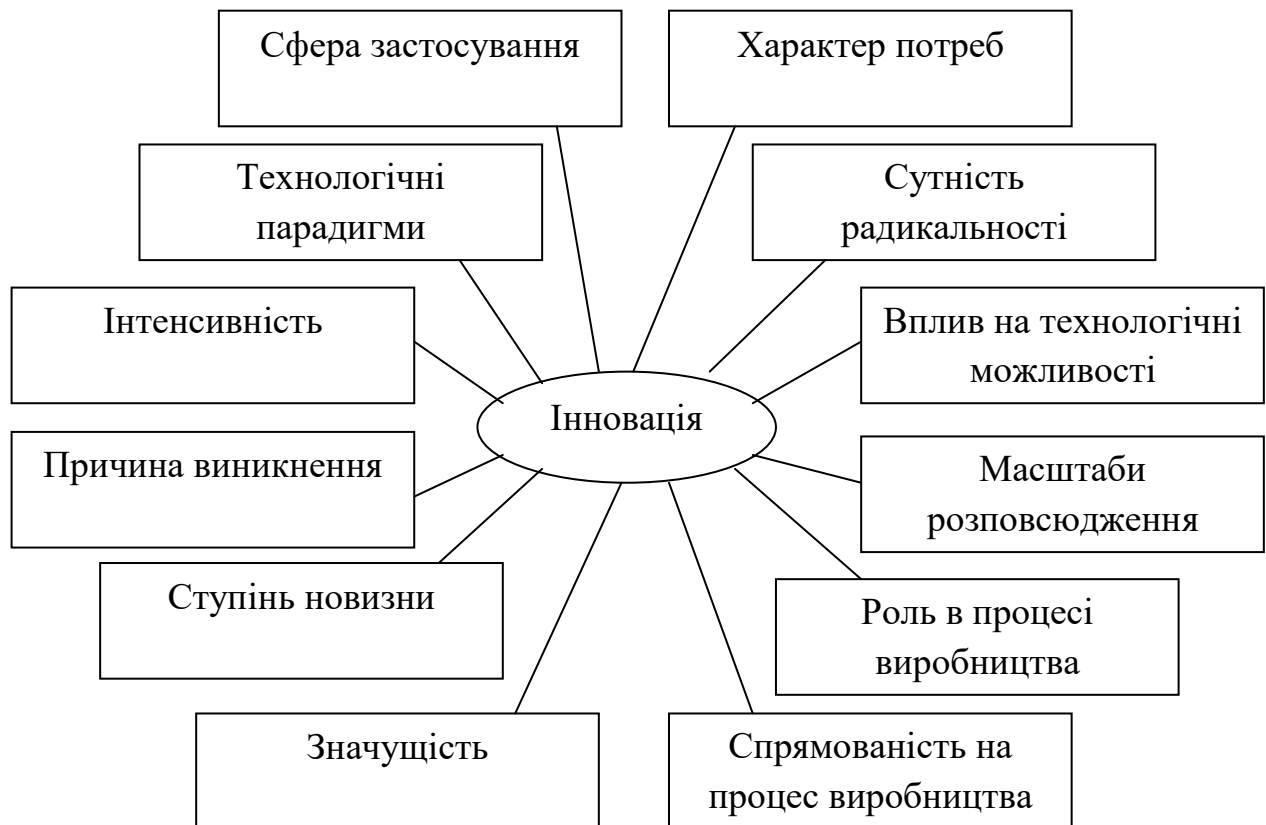 Сфера застосування
Характер потреб
Технологічні
парадигми
Сутність
радикальності
Інтенсивність
Вплив на технологічні
можливості
Інновація
Причина виникнення
Масштаби
розповсюдження
Ступінь новизни
Роль в процесі
виробництва
Значущість
Спрямованість на
процес виробництва